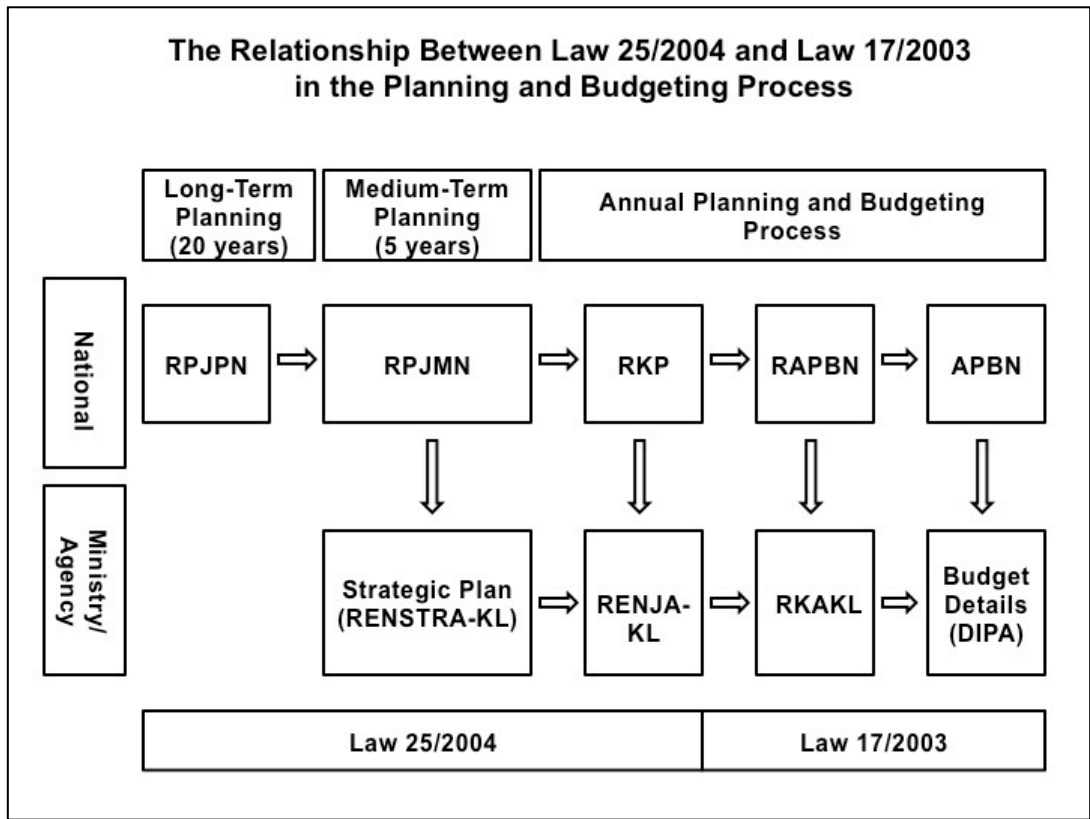 The Relationship Between Law 25/2004 and Law 17/2003
in the Planning and Budgeting Process
Long-Term
Planning
(20 years)
Medium-Term
Planning
(5 years)
Annual Planning and Budgeting
Process
National
RPJPN
RPJMN
RKP
RAPBN
APBN
Ministry/
Agency
Strategic Plan
(RENSTRA-KL)
RENJA-
KL
RKAKL
Budget
Details
(DIPA)
Law 25/2004
Law 17/2003